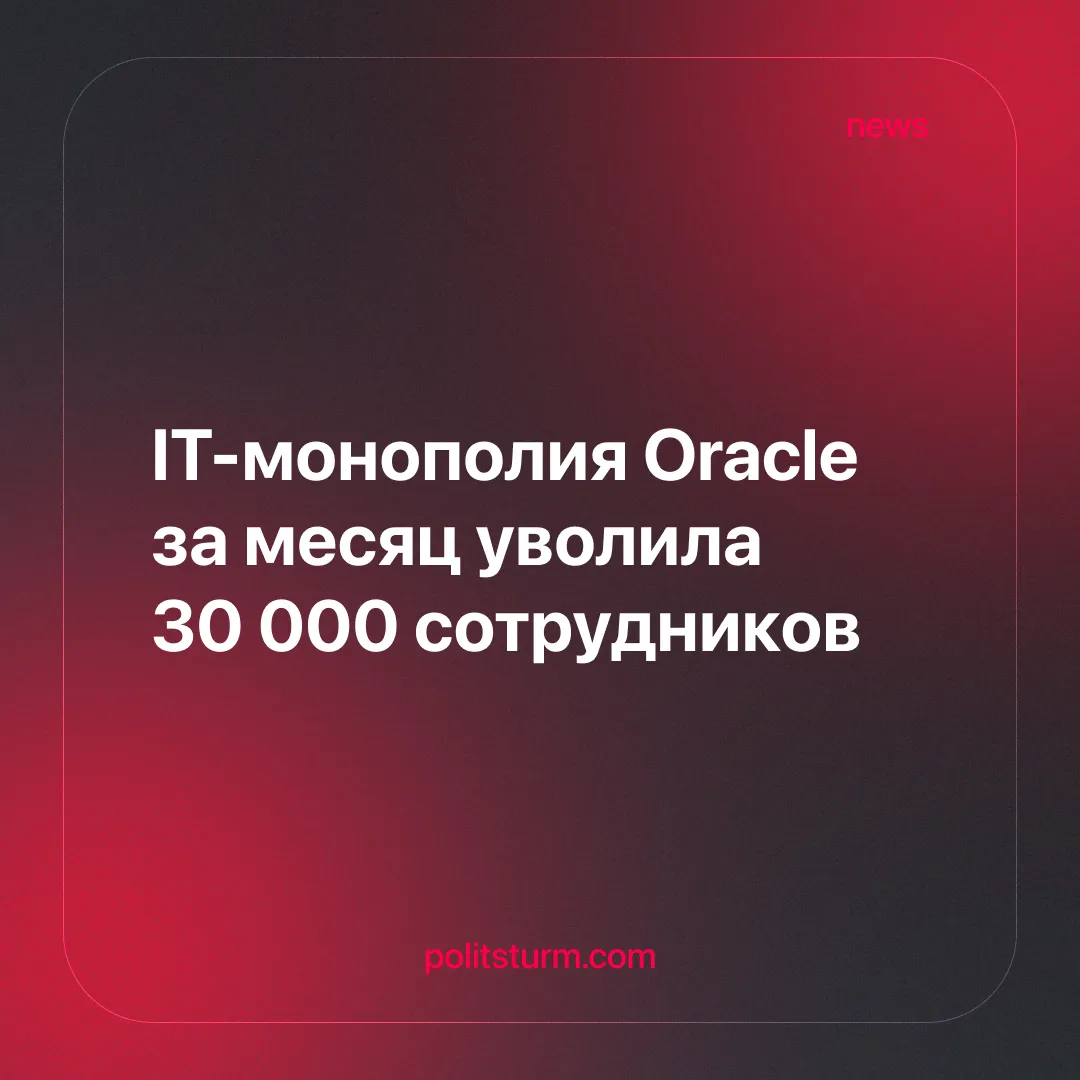 news
IT-монополия Oracle
за месяц уволила
30 000 сотрудников
politsturm.com